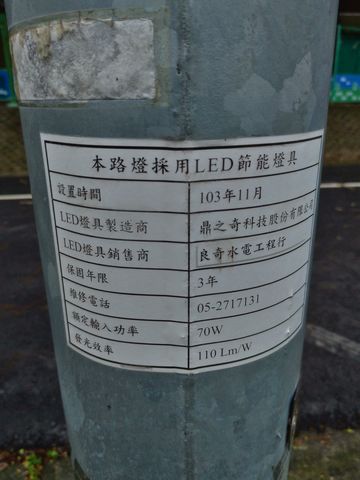 本路燈採用LED節能燈具
設置時間 103年11月
LED燈具製造商 鼎之奇科技股份有限公司
LED燈具銷售商 良奇水電工程行
保固年限 3年
維修電話 05-2717131
額定輸入功率 70W
發光效率 110 Lm/W